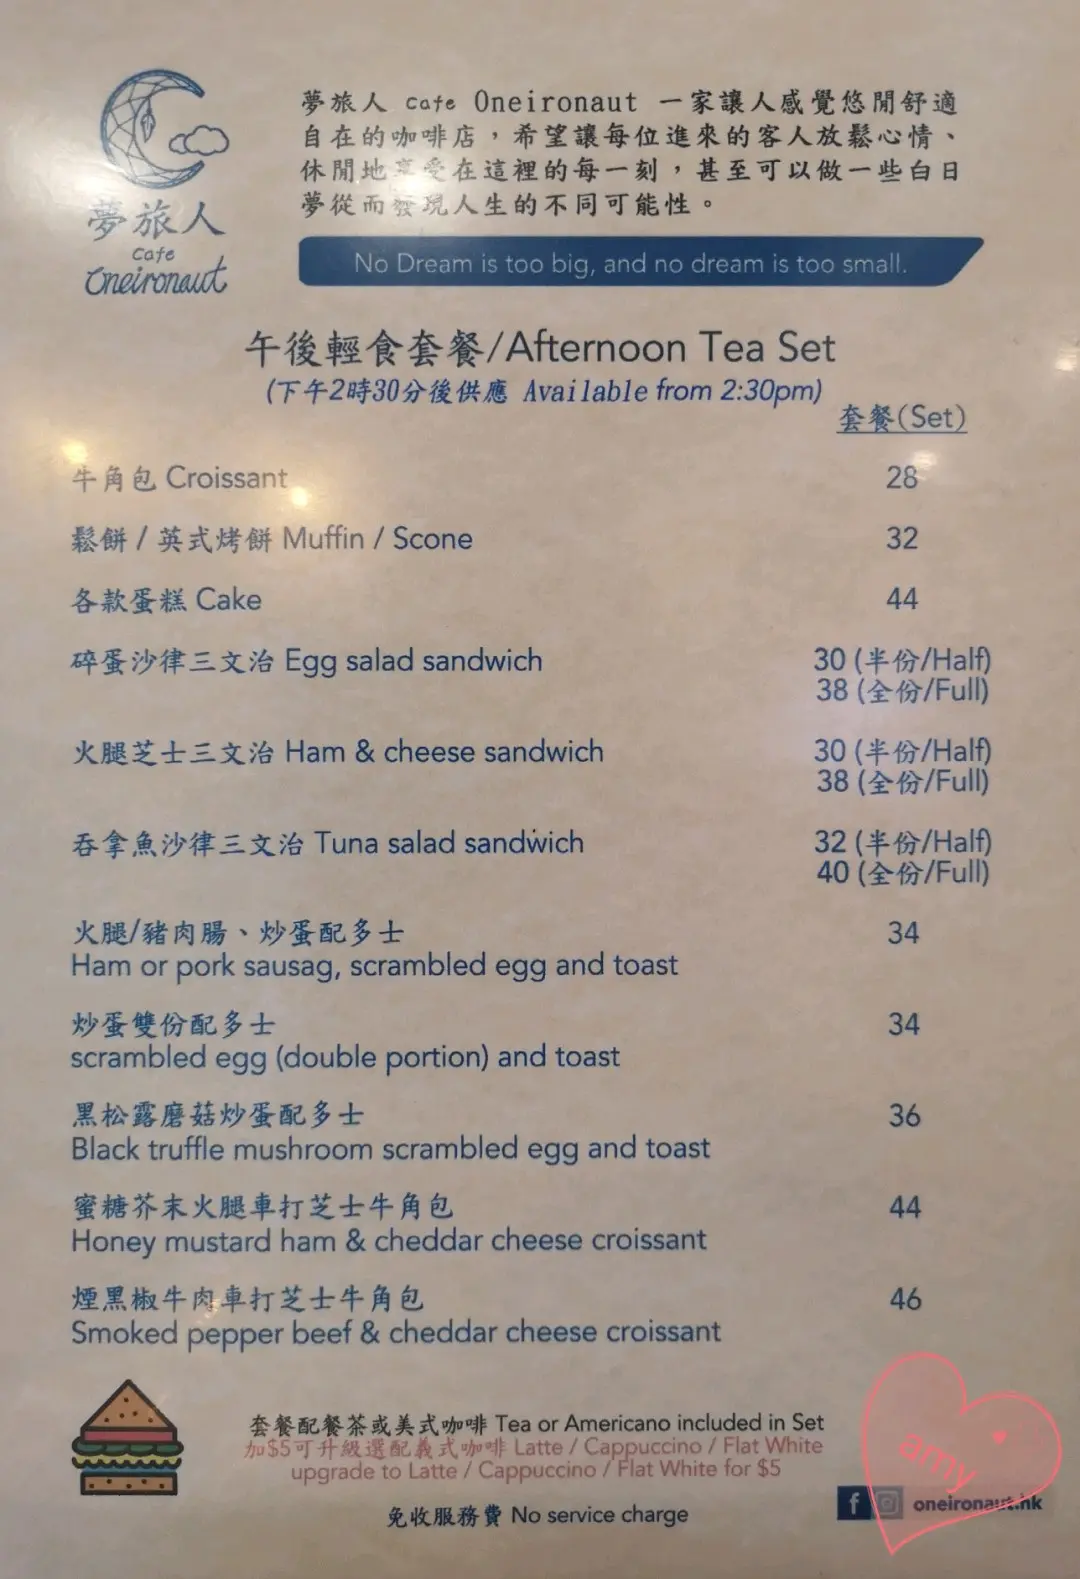 夢旅人
Cafe
Oneironaut
夢旅人 Cafe Oneironaut 一家讓人感覺悠閒舒適
自在的咖啡店，希望讓每位進來的客人放鬆心情、
休閒地享受在這裡的每一刻，甚至可以做一些白日
夢從而發現人生的不同可能性。
No Dream is too big, and no dream is too small.
午後輕食套餐/Afternoon Tea Set
(下午2時30分後供應 Available from 2:30pm)
套餐(Set)
牛角包 Croissant 28
鬆餅 / 英式烤餅 Muffin / Scone 32
各款蛋糕 Cake 44
碎蛋沙律三文治 Egg salad sandwich 30 (半份/Half)
38 (全份/Full)
火腿芝士三文治 Ham & cheese sandwich 30 (半份/Half)
38 (全份/Full)
吞拿魚沙律三文治 Tuna salad sandwich 32 (半份/Half)
40 (全份/Full)
火腿/豬肉腸、炒蛋配多士 34
Ham or pork sausag, scrambled egg and toast
炒蛋雙份配多士 34
scrambled egg (double portion) and toast
黑松露磨菇炒蛋配多士 36
Black truffle mushroom scrambled egg and toast
蜜糖芥末火腿車打芝士牛角包 44
Honey mustard ham & cheddar cheese croissant
煙黑椒牛肉車打芝士牛角包 46
Smoked pepper beef & cheddar cheese croissant
套餐配餐茶或美式咖啡 Tea or Americano included in Set
加$5可升級選配義式咖啡 Latte / Cappuccino / Flat White
upgrade to Latte / Cappuccino / Flat White for $5
免收服務費 No service charge
amy
oneironaut.hk